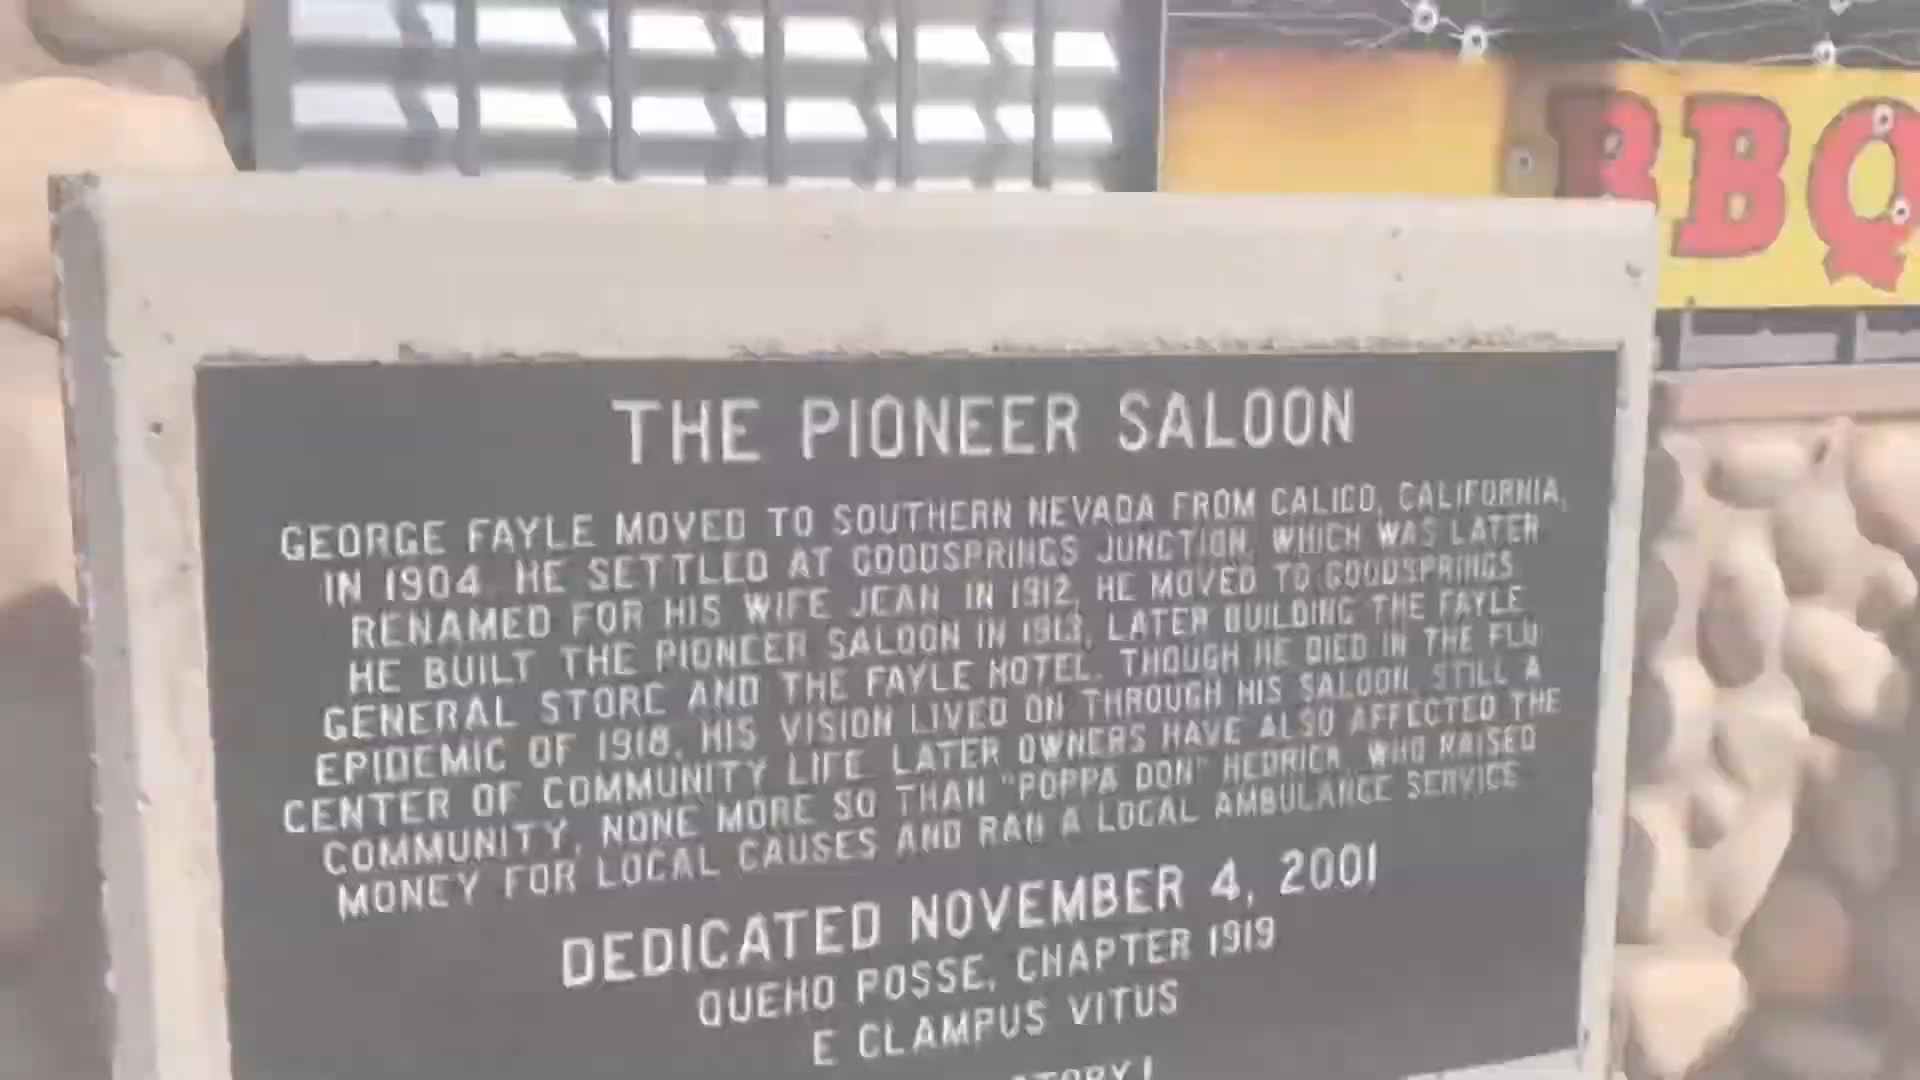 BBQ
THE PIONEER SALOON
GEORGE FAYLE MOVED TO SOUTHERN NEVADA FROM CALICO, CALIFORNIA,
IN 1904. HE SETTLED AT GOODSPRINGS JUNCTION, WHICH WAS LATER
RENAMED FOR HIS WIFE JEAN. IN 1912, HE MOVED TO GOODSPRINGS.
HE BUILT THE PIONEER SALOON IN 1913, LATER BUILDING THE FAYLE
GENERAL STORE AND THE FAYLE HOTEL. THOUGH HE DIED IN THE FLU
EPIDEMIC OF 1918, HIS VISION LIVED ON THROUGH HIS SALOON, STILL A
CENTER OF COMMUNITY LIFE. LATER OWNERS HAVE ALSO AFFECTED THE
COMMUNITY, NONE MORE SO THAN "POPPA DON" HEDRICK, WHO RAISED
MONEY FOR LOCAL CAUSES AND RAN A LOCAL AMBULANCE SERVICE.
DEDICATED NOVEMBER 4, 2001
QUEHO POSSE, CHAPTER 1919
E CLAMPUS VITUS